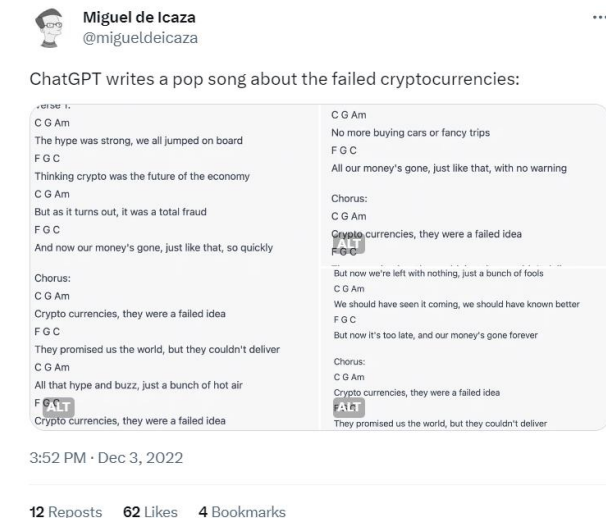 Miguel de Icaza
@migueldeicaza
ChatGPT writes a pop song about the failed cryptocurrencies:
Verse 1:
C G Am
The hype was strong, we all jumped on board
F G C
Thinking crypto was the future of the economy
C G Am
But as it turns out, it was a total fraud
F G C
And now our money's gone, just like that, so quickly
Chorus:
C G Am
Crypto currencies, they were a failed idea
F G C
They promised us the world, but they couldn't deliver
C G Am
All that hype and buzz, just a bunch of hot air
F G C
ALT
Crypto currencies, they were a failed idea
C G Am
No more buying cars or fancy trips
F G C
All our money's gone, just like that, with no warning
Chorus:
C G Am
Crypto currencies, they were a failed idea
ALT
F G C
But now we're left with nothing, just a bunch of fools
C G Am
We should have seen it coming, we should have known better
F G C
But now it's too late, and our money's gone forever
Chorus:
C G Am
Crypto currencies, they were a failed idea
ALT
They promised us the world, but they couldn't deliver
3:52 PM · Dec 3, 2022
12 Reposts 62 Likes 4 Bookmarks